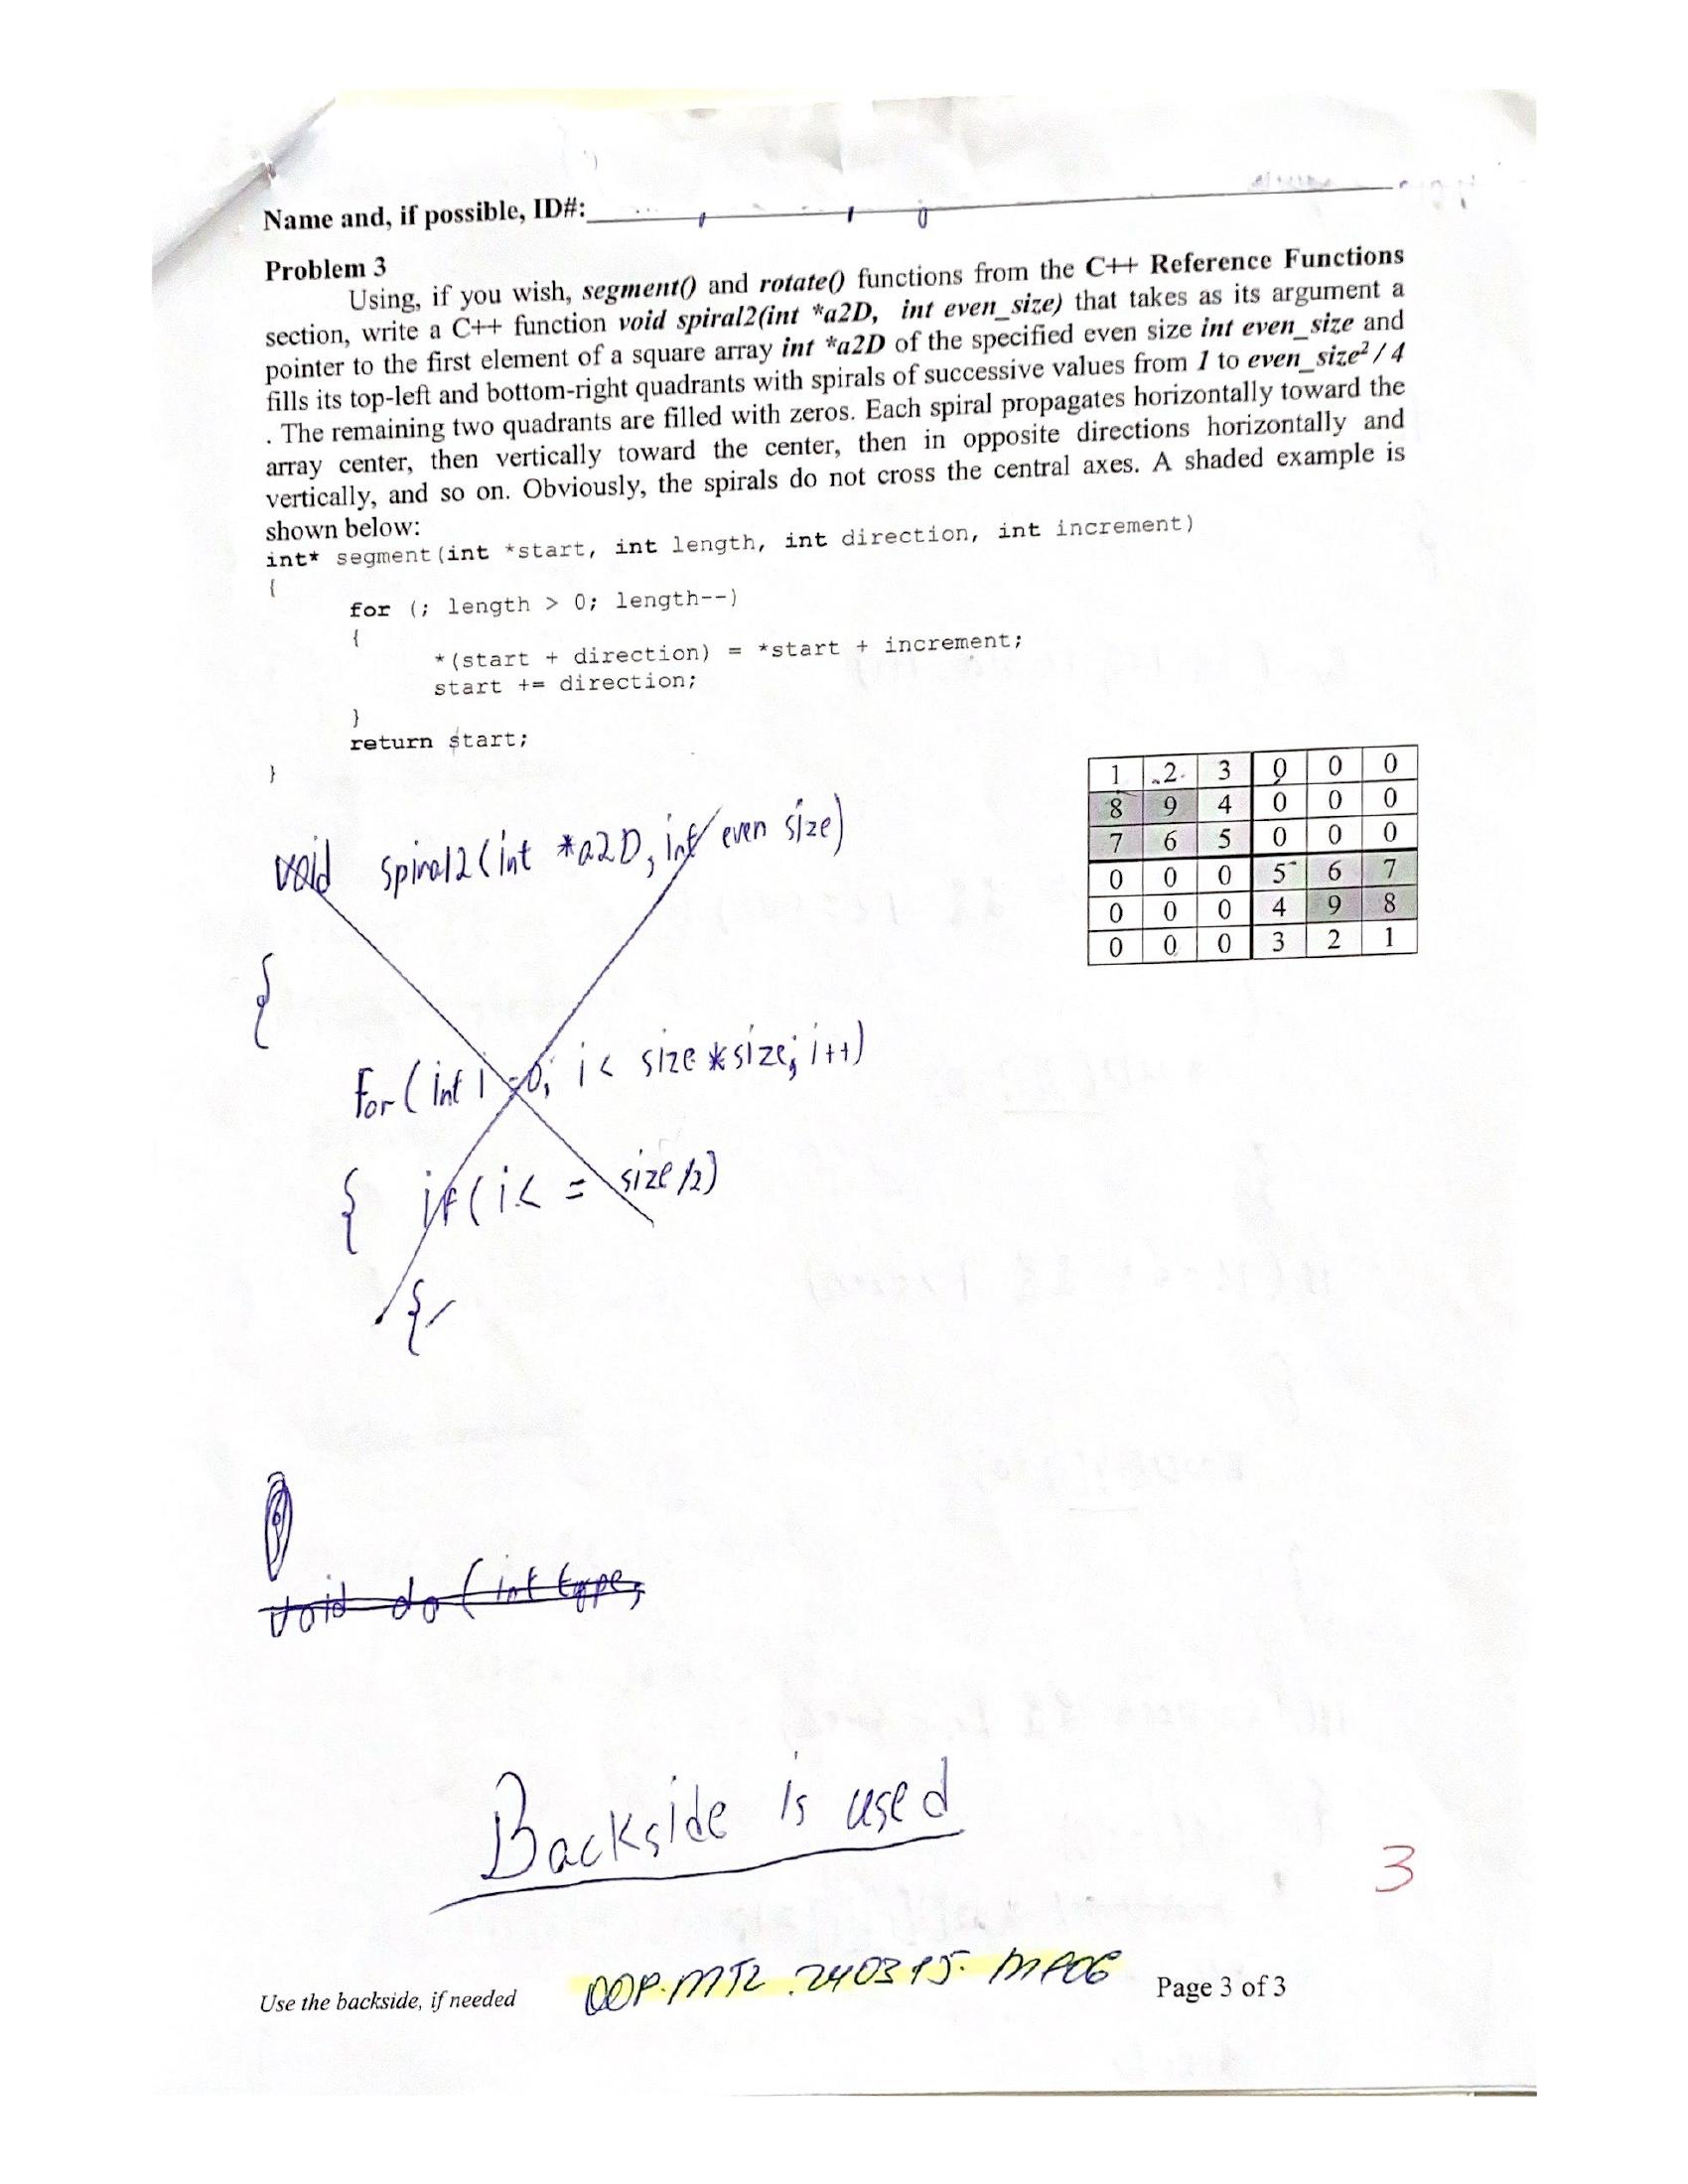 Name and, if possible, ID#:
Problem 3
Using, if you wish, segment() and rotate() functions from the C++ Reference Functions
section, write a C++ function void spiral2(int *a2D, int even_size) that takes as its argument a
pointer to the first element of a square array int *a2D of the specified even size int even_size and
fills its top-left and bottom-right quadrants with spirals of successive values from 1 to even_size² / 4
. The remaining two quadrants are filled with zeros. Each spiral propagates horizontally toward the
array center, then vertically toward the center, then in opposite directions horizontally and
vertically, and so on. Obviously, the spirals do not cross the central axes. A shaded example is
shown below:
int* segment(int *start, int length, int direction, int increment)
{
for (; length > 0; length--)
{
*(start + direction) = *start + increment;
start += direction;
}
return start;
}
1 2 3 0 0 0
8 9 4 0 0 0
7 6 5 0 0 0
0 0 0 5 6 7
0 0 0 4 9 8
0 0 0 3 2 1
void spiral2(int *a2D, int even size)
{
for(int i=0; i< size*size; i++)
{ if(i< = size/2)
{
void do (int type,
Backside is used
3
Use the backside, if needed
OOP.MT2.240315.MP06
Page 3 of 3